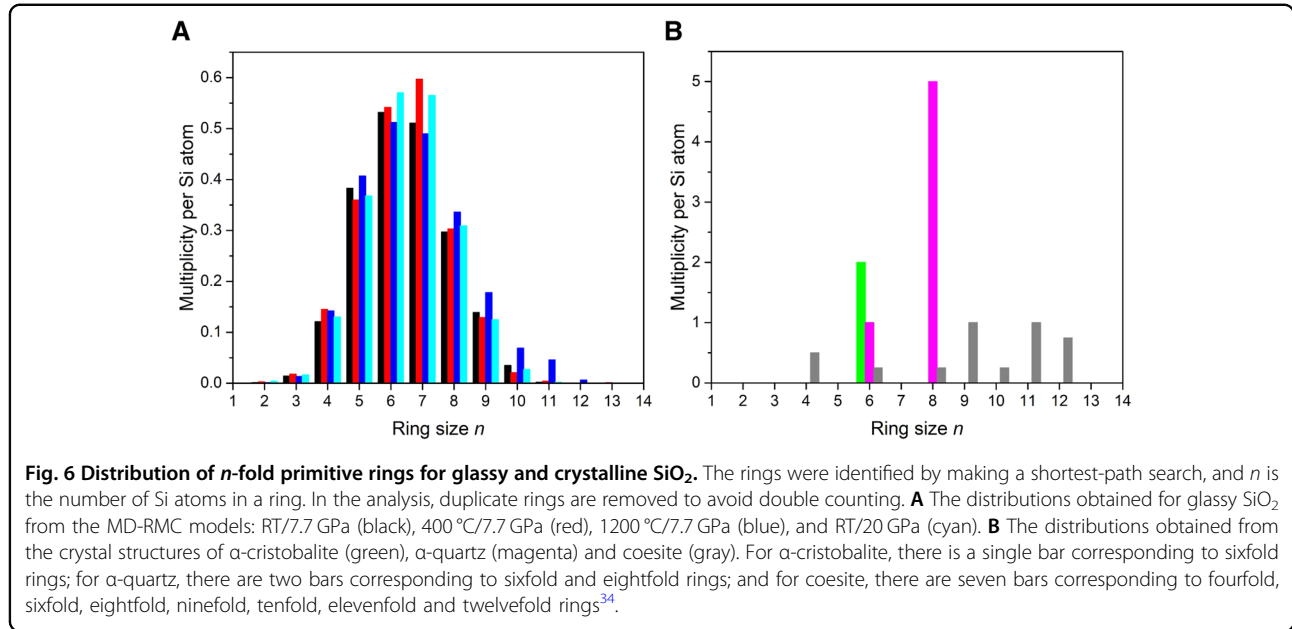 A
B
Multiplicity per Si atom
0.6
0.5
0.4
0.3
0.2
0.1
0.0
1 2 3 4 5 6 7 8 9 10 11 12 13 14
Ring size n
Multiplicity per Si atom
5
4
3
2
1
0
1 2 3 4 5 6 7 8 9 10 11 12 13 14
Ring size n
Fig. 6 Distribution of n-fold primitive rings for glassy and crystalline SiO₂. The rings were identified by making a shortest-path search, and n is
the number of Si atoms in a ring. In the analysis, duplicate rings are removed to avoid double counting. A The distributions obtained for glassy SiO₂
from the MD-RMC models: RT/7.7 GPa (black), 400 °C/7.7 GPa (red), 1200 °C/7.7 GPa (blue), and RT/20 GPa (cyan). B The distributions obtained from
the crystal structures of α-cristobalite (green), α-quartz (magenta) and coesite (gray). For α-cristobalite, there is a single bar corresponding to sixfold
rings; for α-quartz, there are two bars corresponding to sixfold and eightfold rings; and for coesite, there are seven bars corresponding to fourfold,
sixfold, eightfold, ninefold, tenfold, elevenfold and twelvefold rings³⁴.